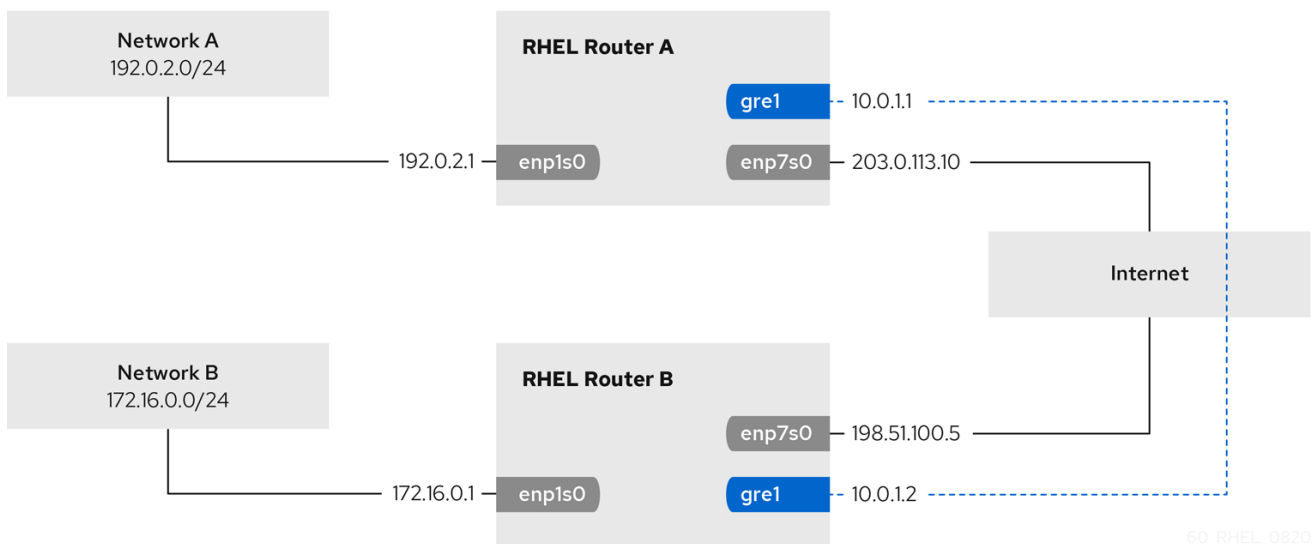 Network A
192.0.2.0/24
RHEL Router A
gre1
10.0.1.1
192.0.2.1
enp1s0
enp7s0
203.0.113.10
Internet
Network B
172.16.0.0/24
RHEL Router B
enp7s0
198.51.100.5
172.16.0.1
enp1s0
gre1
10.0.1.2
60_RHEL_0820